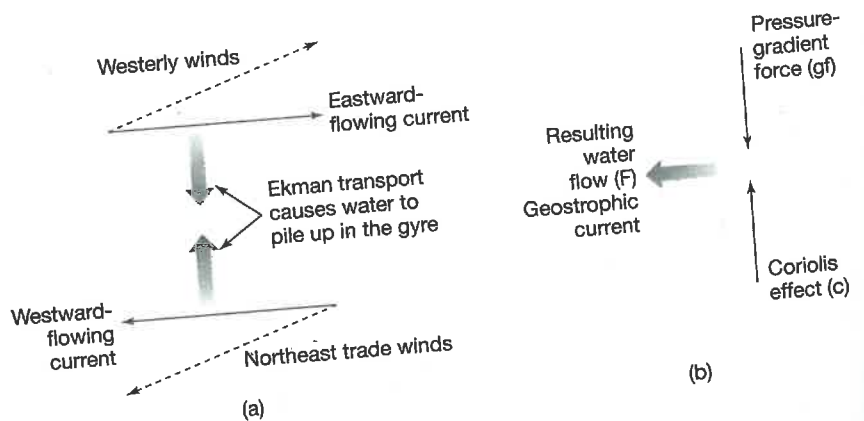 Westerly winds
Eastward-
flowing current
Ekman transport
causes water to
pile up in the gyre
Westward-
flowing
current
Northeast trade winds
(a)
Pressure-
gradient
force (gf)
Resulting
water
flow (F)
Geostrophic
current
Coriolis
effect (c)
(b)